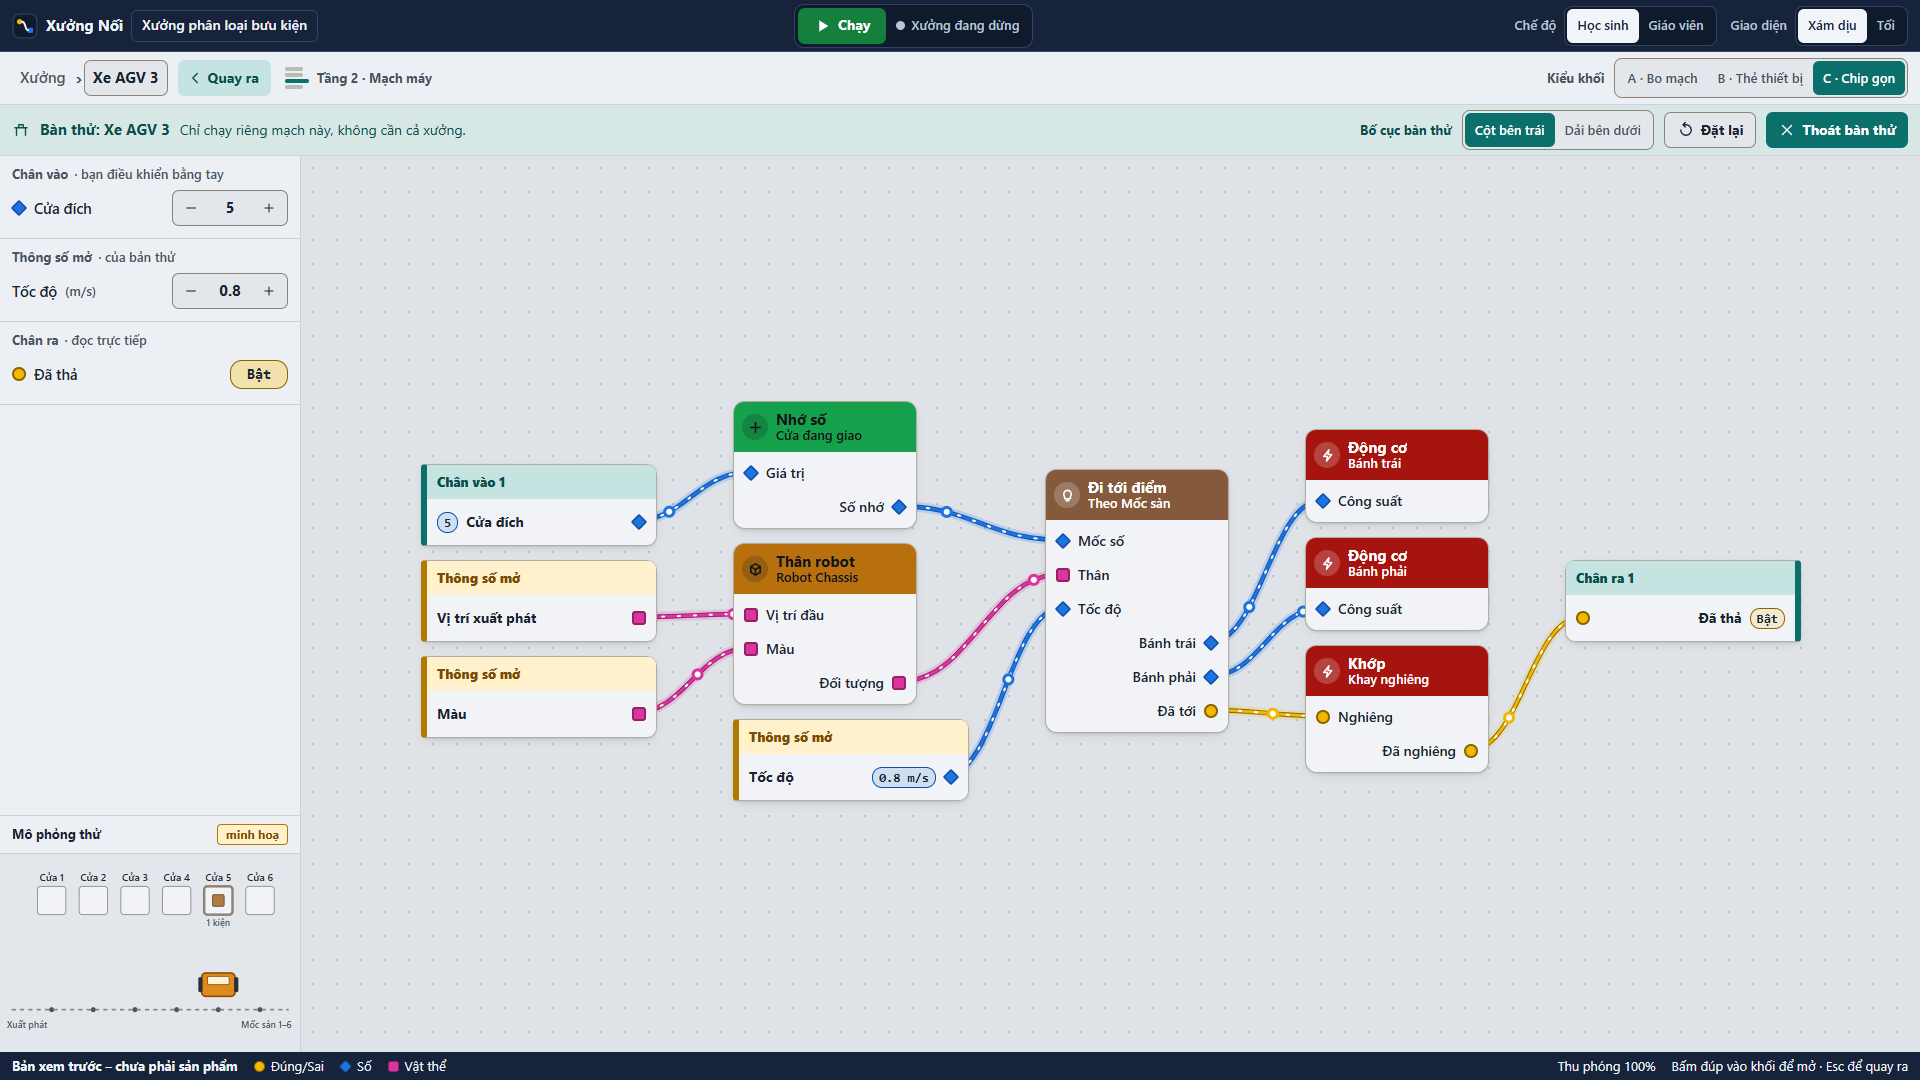 Xưởng Nối
Xưởng phân loại bưu kiện
Chạy
Xưởng đang dừng
Chế độ
Học sinh
Giáo viên
Giao diện
Xám dịu
Tối
Xưởng › Xe AGV 3
Quay ra
Tầng 2 · Mạch máy
Kiểu khối
A · Bo mạch
B · Thẻ thiết bị
C · Chip gọn
Bàn thử: Xe AGV 3
Chỉ chạy riêng mạch này, không cần cả xưởng.
Bố cục bàn thử
Cột bên trái
Dải bên dưới
Đặt lại
Thoát bàn thử
Chân vào · bạn điều khiển bằng tay
Cửa đích
− 5 +
Thông số mở · của bản thử
Tốc độ (m/s)
− 0.8 +
Chân ra · đọc trực tiếp
Đã thả
Bật
Mô phỏng thử
minh hoạ
Cửa 1 Cửa 2 Cửa 3 Cửa 4 Cửa 5 Cửa 6
1 kiện
Xuất phát
Mốc sàn 1–6
Chân vào 1
5 Cửa đích
Thông số mở
Vị trí xuất phát
Thông số mở
Màu
Nhớ số
Cửa đang giao
Giá trị
Số nhớ
Thân robot
Robot Chassis
Vị trí đầu
Màu
Đối tượng
Thông số mở
Tốc độ
0.8 m/s
Đi tới điểm
Theo Mốc sàn
Mốc số
Thân
Tốc độ
Bánh trái
Bánh phải
Đã tới
Động cơ
Bánh trái
Công suất
Động cơ
Bánh phải
Công suất
Khớp
Khay nghiêng
Nghiêng
Đã nghiêng
Chân ra 1
Đã thả Bật
Bản xem trước – chưa phải sản phẩm
Đúng/Sai
Số
Vật thể
Thu phóng 100%
Bấm đúp vào khối để mở · Esc để quay ra